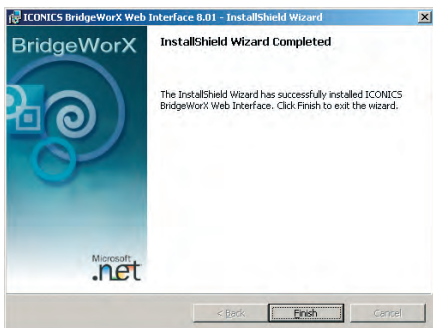 ICONICS BridgeWorX Web Interface 8.01 - InstallShield Wizard
BridgeWorX
InstallShield Wizard Completed
The InstallShield Wizard has successfully installed ICONICS
BridgeWorX Web Interface. Click Finish to exit the wizard.
Microsoft
.net
< Back
Finish
Cancel